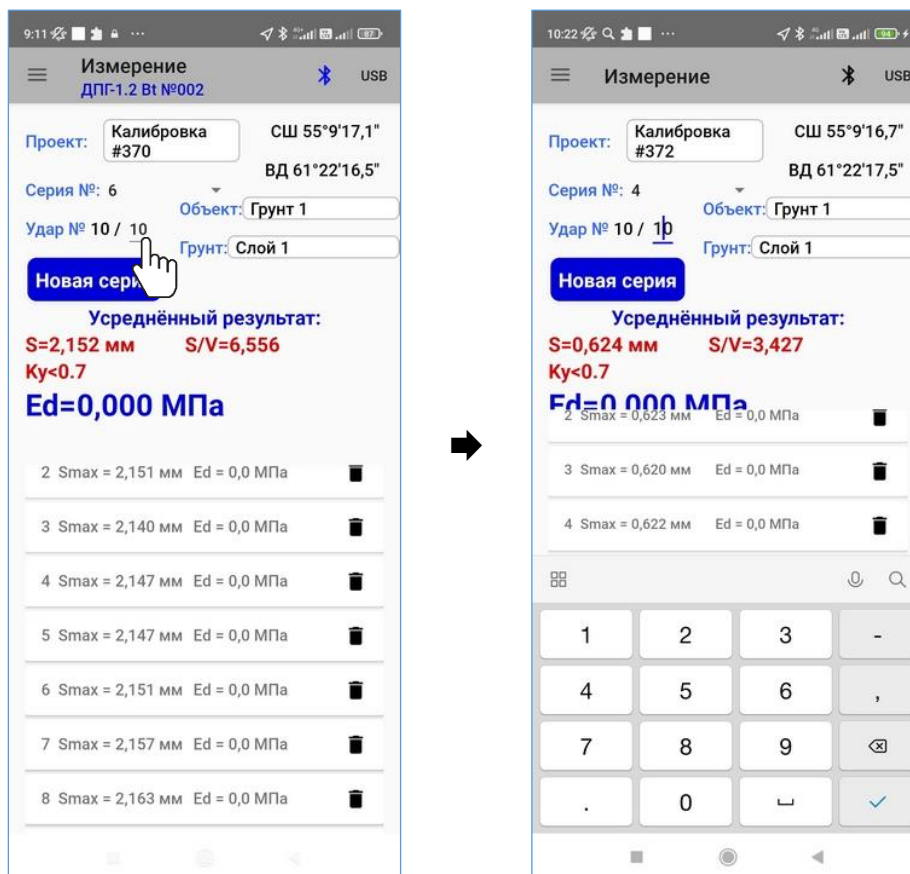 9:11
87
Измерение
ДПГ-1.2 Bt №002
USB
Проект: Калибровка #370
СШ 55°9'17,1"
ВД 61°22'16,5"
Серия №: 6
Объект: Грунт 1
Удар № 10 / 10
Грунт: Слой 1
Новая серия
Усреднённый результат:
S=2,152 мм S/V=6,556
Ky<0.7
Ed=0,000 МПа
2 Smax = 2,151 мм Ed = 0,0 МПа
3 Smax = 2,140 мм Ed = 0,0 МПа
4 Smax = 2,147 мм Ed = 0,0 МПа
5 Smax = 2,147 мм Ed = 0,0 МПа
6 Smax = 2,151 мм Ed = 0,0 МПа
7 Smax = 2,157 мм Ed = 0,0 МПа
8 Smax = 2,163 мм Ed = 0,0 МПа
10:22
94
Измерение
USB
Проект: Калибровка #372
СШ 55°9'16,7"
ВД 61°22'17,5"
Серия №: 4
Объект: Грунт 1
Удар № 10 / 10
Грунт: Слой 1
Новая серия
Усреднённый результат:
S=0,624 мм S/V=3,427
Ky<0.7
Ed=0,000 МПа
2 Smax = 0,623 мм Ed = 0,0 МПа
3 Smax = 0,620 мм Ed = 0,0 МПа
4 Smax = 0,622 мм Ed = 0,0 МПа
1 2 3 -
4 5 6 ,
7 8 9
. 0